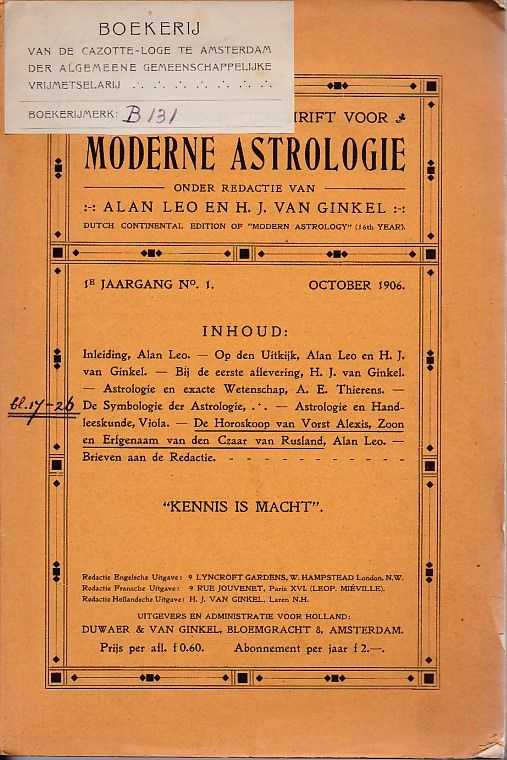 BOEKERIJ
VAN DE CAZOTTE-LOGE TE AMSTERDAM
DER ALGEMEENE GEMEENSCHAPPELIJKE
VRIJMETSELARIJ .·. .·. .·. .·. .·. .·. .·.
BOEKERIJMERK: B 131
HRIFT VOOR
MODERNE ASTROLOGIE
ONDER REDACTIE VAN
:-: ALAN LEO EN H. J. VAN GINKEL :-:
DUTCH CONTINENTAL EDITION OF "MODERN ASTROLOGY" (16th YEAR).
1E JAARGANG No. 1. OCTOBER 1906.
INHOUD:
Inleiding, Alan Leo. — Op den Uitkijk, Alan Leo en H. J.
van Ginkel. — Bij de eerste aflevering, H. J. van Ginkel.
— Astrologie en exacte Wetenschap, A. E. Thierens. —
bl. 17-26 De Symbologie der Astrologie, .·. — Astrologie en Hand-
leeskunde, Viola. — De Horoskoop van Vorst Alexis, Zoon
en Erfgenaam van den Czaar van Rusland, Alan Leo. —
Brieven aan de Redactie. - - - - - - - - - - -
"KENNIS IS MACHT".
Redactie Engelsche Uitgave: 9 LYNCROFT GARDENS, W. HAMPSTEAD London. N.W.
Redactie Fransche Uitgave: 9 RUE JOUVENET, Paris XVI. (LEOP. MIÉVILLE).
Redactie Hollandsche Uitgave: H. J. VAN GINKEL, Laren N.H.
UITGEVERS EN ADMINISTRATIE VOOR HOLLAND:
DUWAER & VAN GINKEL, BLOEMGRACHT 8, AMSTERDAM.
Prijs per afl. f 0.60. Abonnement per jaar f 2.—.